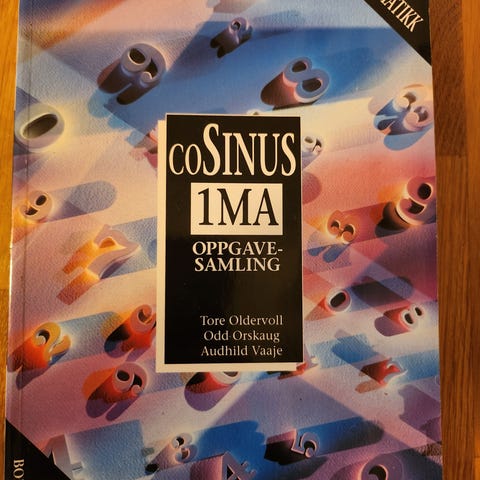 COSINUS
1MA
OPPGAVE-
SAMLING
Tore Oldervoll
Odd Orskaug
Audhild Vaaje